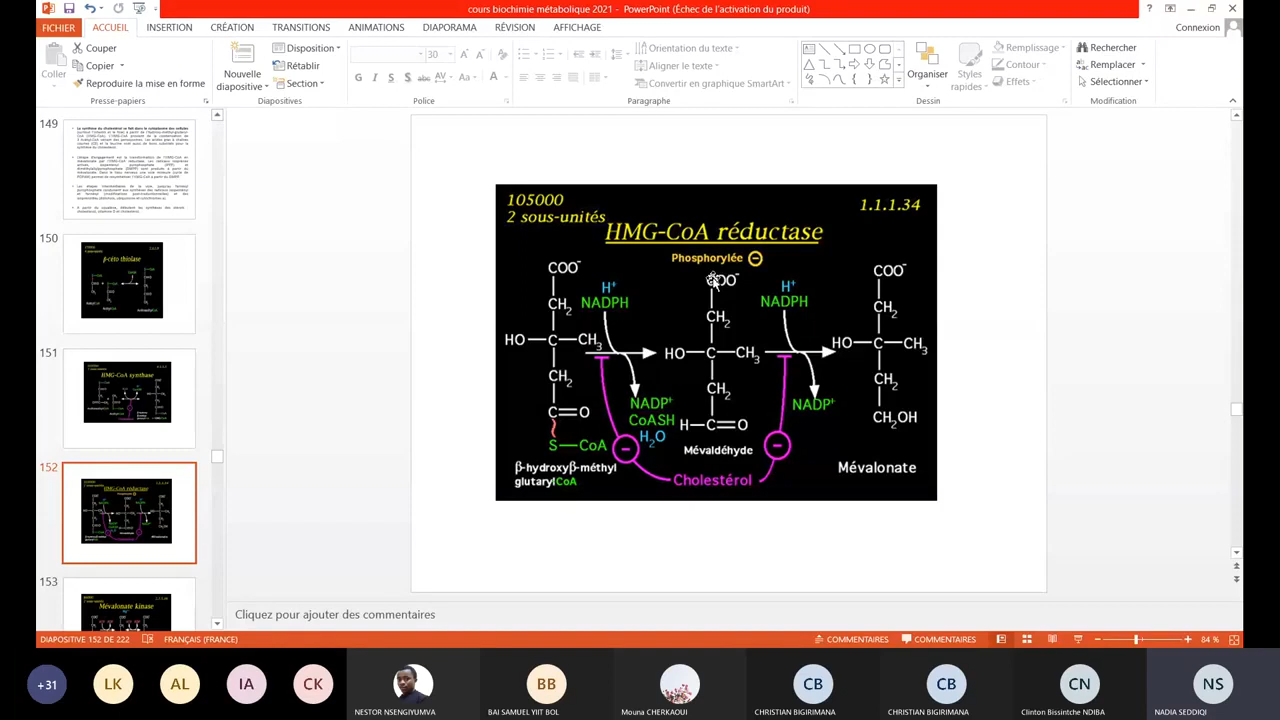 cours biochimie métabolique 2021 - PowerPoint (Échec de l'activation du produit)
FICHIER ACCUEIL INSERTION CRÉATION TRANSITIONS ANIMATIONS DIAPORAMA RÉVISION AFFICHAGE
Connexion
Coller
Couper
Copier
Reproduire la mise en forme
Presse-papiers
Nouvelle diapositive
Disposition
Rétablir
Section
Diapositives
30
G I S S abc AV Aa A
Police
Orientation du texte
Aligner le texte
Convertir en graphique SmartArt
Paragraphe
Organiser
Styles rapides
Remplissage
Contour
Effets
Dessin
Rechercher
Remplacer
Sélectionner
Modification
149
150
β-céto thiolase
151
HMG-CoA synthase
152
HMG-CoA réductase
153
Mévalonate kinase
105000
2 sous-unités
1.1.1.34
HMG-CoA réductase
Phosphorylée −
COO⁻
CH₂
HO—C—CH₃
CH₂
C=O
S—CoA
β-hydroxyβ-méthyl
glutarylCoA
H⁺
NADPH
NADP⁺
CoASH
H₂O
COO⁻
CH₂
HO—C—CH₃
CH₂
H—C=O
Mévaldéhyde
Cholestérol
H⁺
NADPH
NADP⁺
COO⁻
CH₂
HO—C—CH₃
CH₂
CH₂OH
Mévalonate
Cliquez pour ajouter des commentaires
DIAPOSITIVE 152 DE 222 FRANÇAIS (FRANCE) COMMENTAIRES COMMENTAIRES 84 %
+31 LK AL IA CK BB CB CB CN NS
NESTOR NSENGIYUMVA BAI SAMUEL YIIT BOL Mouna CHERKAOUI CHRISTIAN BIGIRIMANA CHRISTIAN BIGIRIMANA Clinton Bissintche NDIBA NADIA SEDDIQI